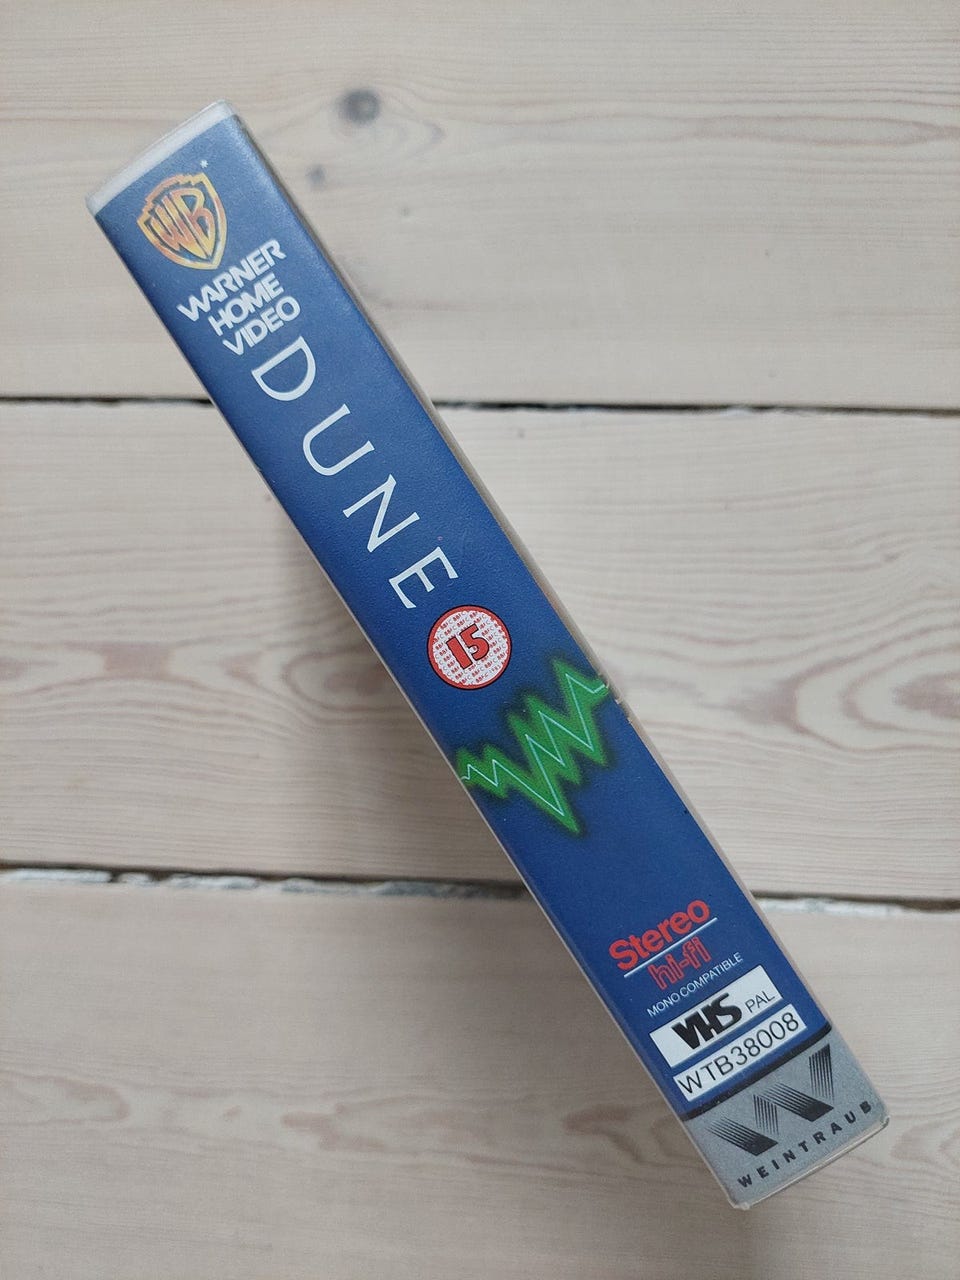 WB
WARNER
HOME
VIDEO
DUNE
15
Stereo
hi-fi
MONO COMPATIBLE
VHS PAL
WTB38008
WEINTRAUB